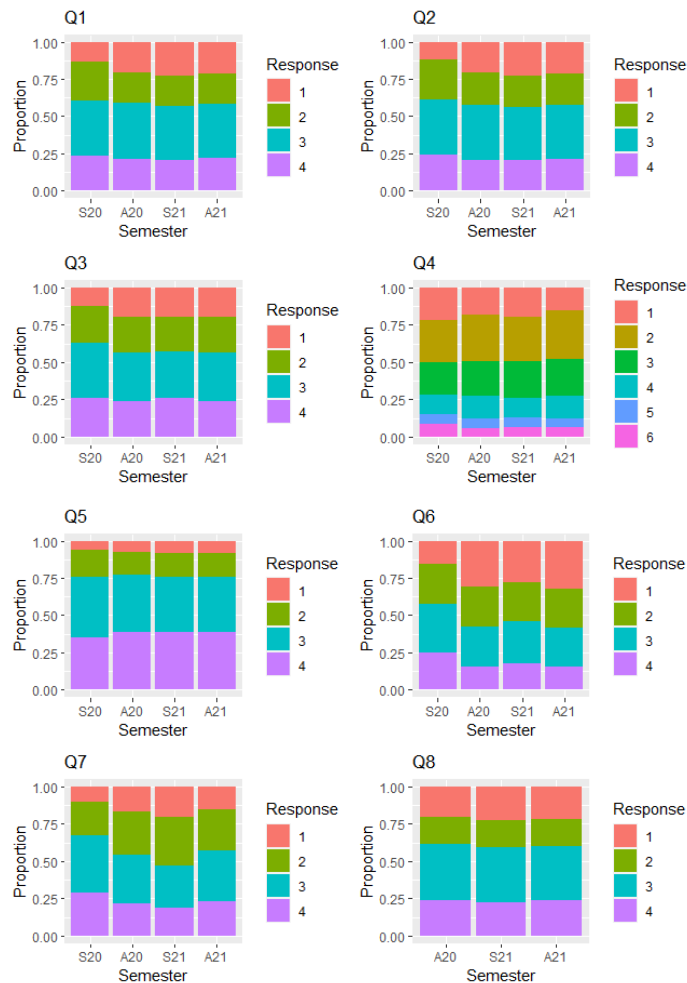 Q1
1.00
0.75
0.50
0.25
0.00
Proportion
S20 A20 S21 A21
Semester
Response
1
2
3
4
Q2
1.00
0.75
0.50
0.25
0.00
Proportion
S20 A20 S21 A21
Semester
Response
1
2
3
4
Q3
1.00
0.75
0.50
0.25
0.00
Proportion
S20 A20 S21 A21
Semester
Response
1
2
3
4
Q4
1.00
0.75
0.50
0.25
0.00
Proportion
S20 A20 S21 A21
Semester
Response
1
2
3
4
5
6
Q5
1.00
0.75
0.50
0.25
0.00
Proportion
S20 A20 S21 A21
Semester
Response
1
2
3
4
Q6
1.00
0.75
0.50
0.25
0.00
Proportion
S20 A20 S21 A21
Semester
Response
1
2
3
4
Q7
1.00
0.75
0.50
0.25
0.00
Proportion
S20 A20 S21 A21
Semester
Response
1
2
3
4
Q8
1.00
0.75
0.50
0.25
0.00
Proportion
A20 S21 A21
Semester
Response
1
2
3
4